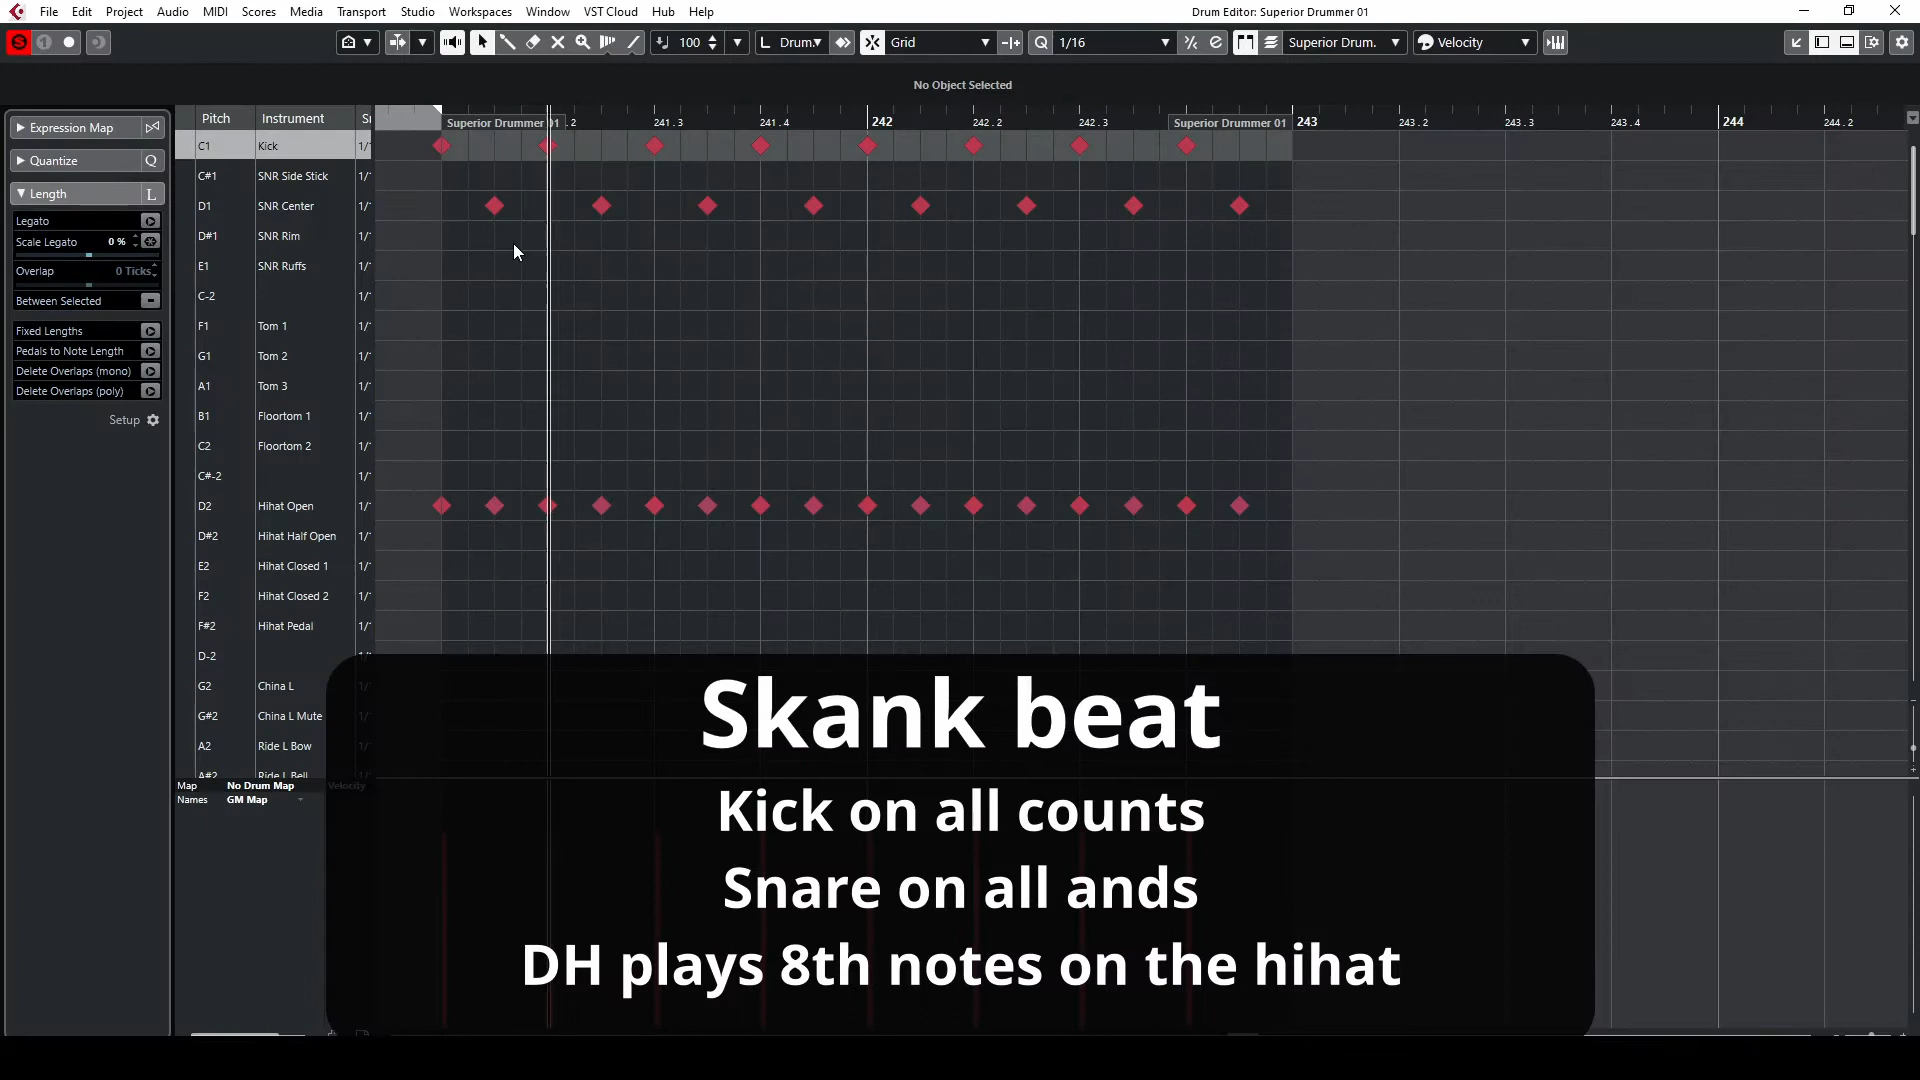 File Edit Project Audio MIDI Scores Media Transport Studio Workspaces Window VST Cloud Hub Help
Drum Editor: Superior Drummer 01
S 1 100 L Drum. Grid Q 1/16 Superior Drum. Velocity
No Object Selected
Expression Map
Quantize Q
Length L
Legato
Scale Legato 0 %
Overlap 0 Ticks
Between Selected
Fixed Lengths
Pedals to Note Length
Delete Overlaps (mono)
Delete Overlaps (poly)
Setup
Pitch Instrument
Superior Drummer 01 .2 241.3 241.4 242 242.2 242.3 Superior Drummer 01 243 243.2 243.3 243.4 244 244.2
C1 Kick
C#1 SNR Side Stick
D1 SNR Center
D#1 SNR Rim
E1 SNR Ruffs
C-2
F1 Tom 1
G1 Tom 2
A1 Tom 3
B1 Floortom 1
C2 Floortom 2
C#-2
D2 Hihat Open
D#2 Hihat Half Open
E2 Hihat Closed 1
F2 Hihat Closed 2
F#2 Hihat Pedal
D-2
G2 China L
G#2 China L Mute
A2 Ride L Bow
A#2 Ride L Bell
Map No Drum Map Velocity
Names GM Map
Skank beat
Kick on all counts
Snare on all ands
DH plays 8th notes on the hihat